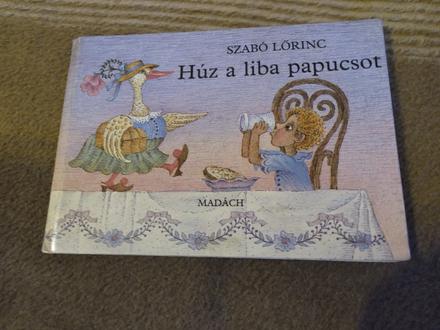 SZABÓ LŐRINC
Húz a liba papucsot
MADÁCH